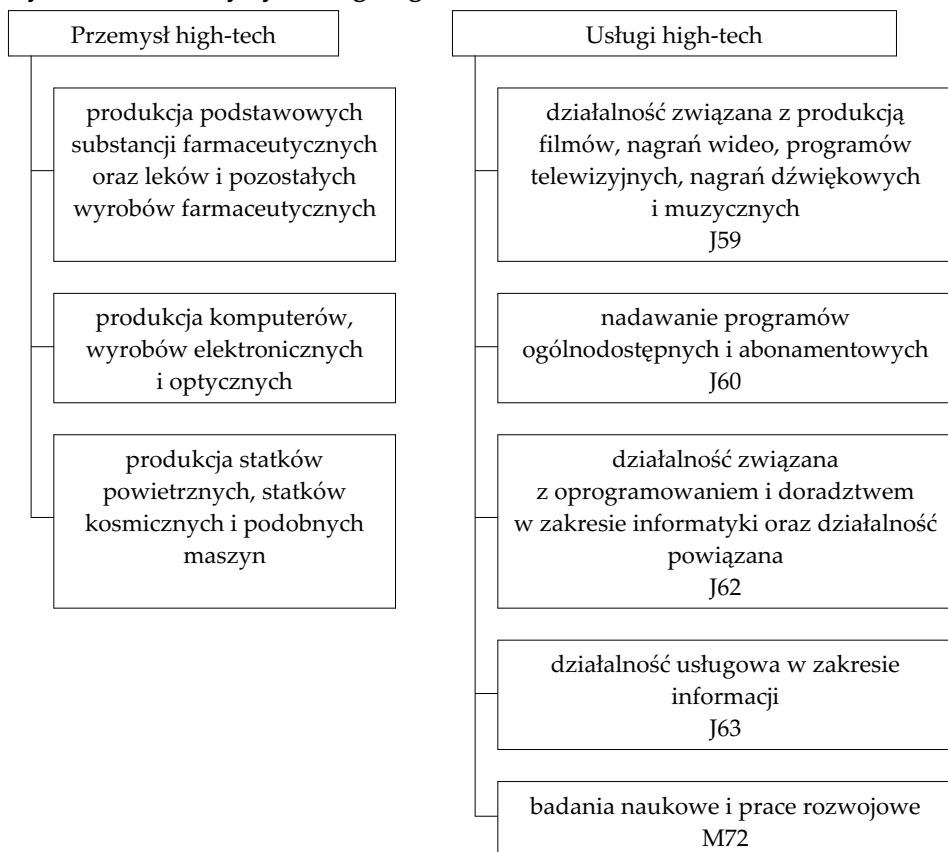 Przemysł high-tech
produkcja podstawowych
substancji farmaceutycznych
oraz leków i pozostałych
wyrobów farmaceutycznych
produkcja komputerów,
wyrobów elektronicznych
i optycznych
produkcja statków
powietrznych, statków
kosmicznych i podobnych
maszyn
Usługi high-tech
działalność związana z produkcją
filmów, nagrań wideo, programów
telewizyjnych, nagrań dźwiękowych
i muzycznych
J59
nadawanie programów
ogólnodostępnych i abonamentowych
J60
działalność związana
z oprogramowaniem i doradztwem
w zakresie informatyki oraz działalność
powiązana
J62
działalność usługowa w zakresie
informacji
J63
badania naukowe i prace rozwojowe
M72